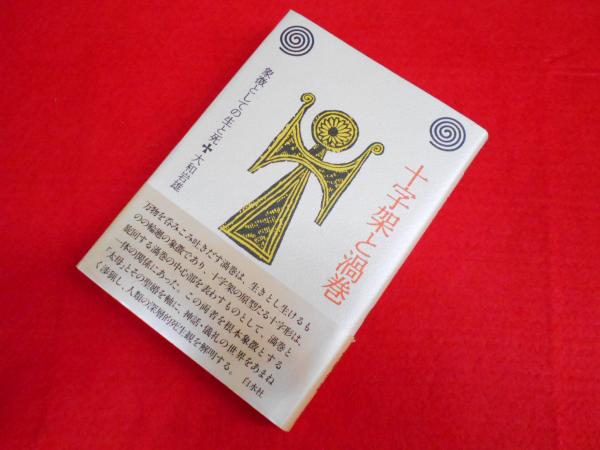 十字架と渦巻
象徴としての生と死✚大和岩雄
万物を呑みこみ吐きだす渦巻は、生きとし生けるも
のの輪廻の象徴であり、十字架の原型たる十字形は、
旋回する渦巻の中心部を表わすものとして、渦巻と
一体の関係にあった。この両者を根本象徴とする
「太母」とその聖婚を軸に、神話・儀礼の世界をあまね
く渉猟し、人類の深層的死生観を解明する。
白水社